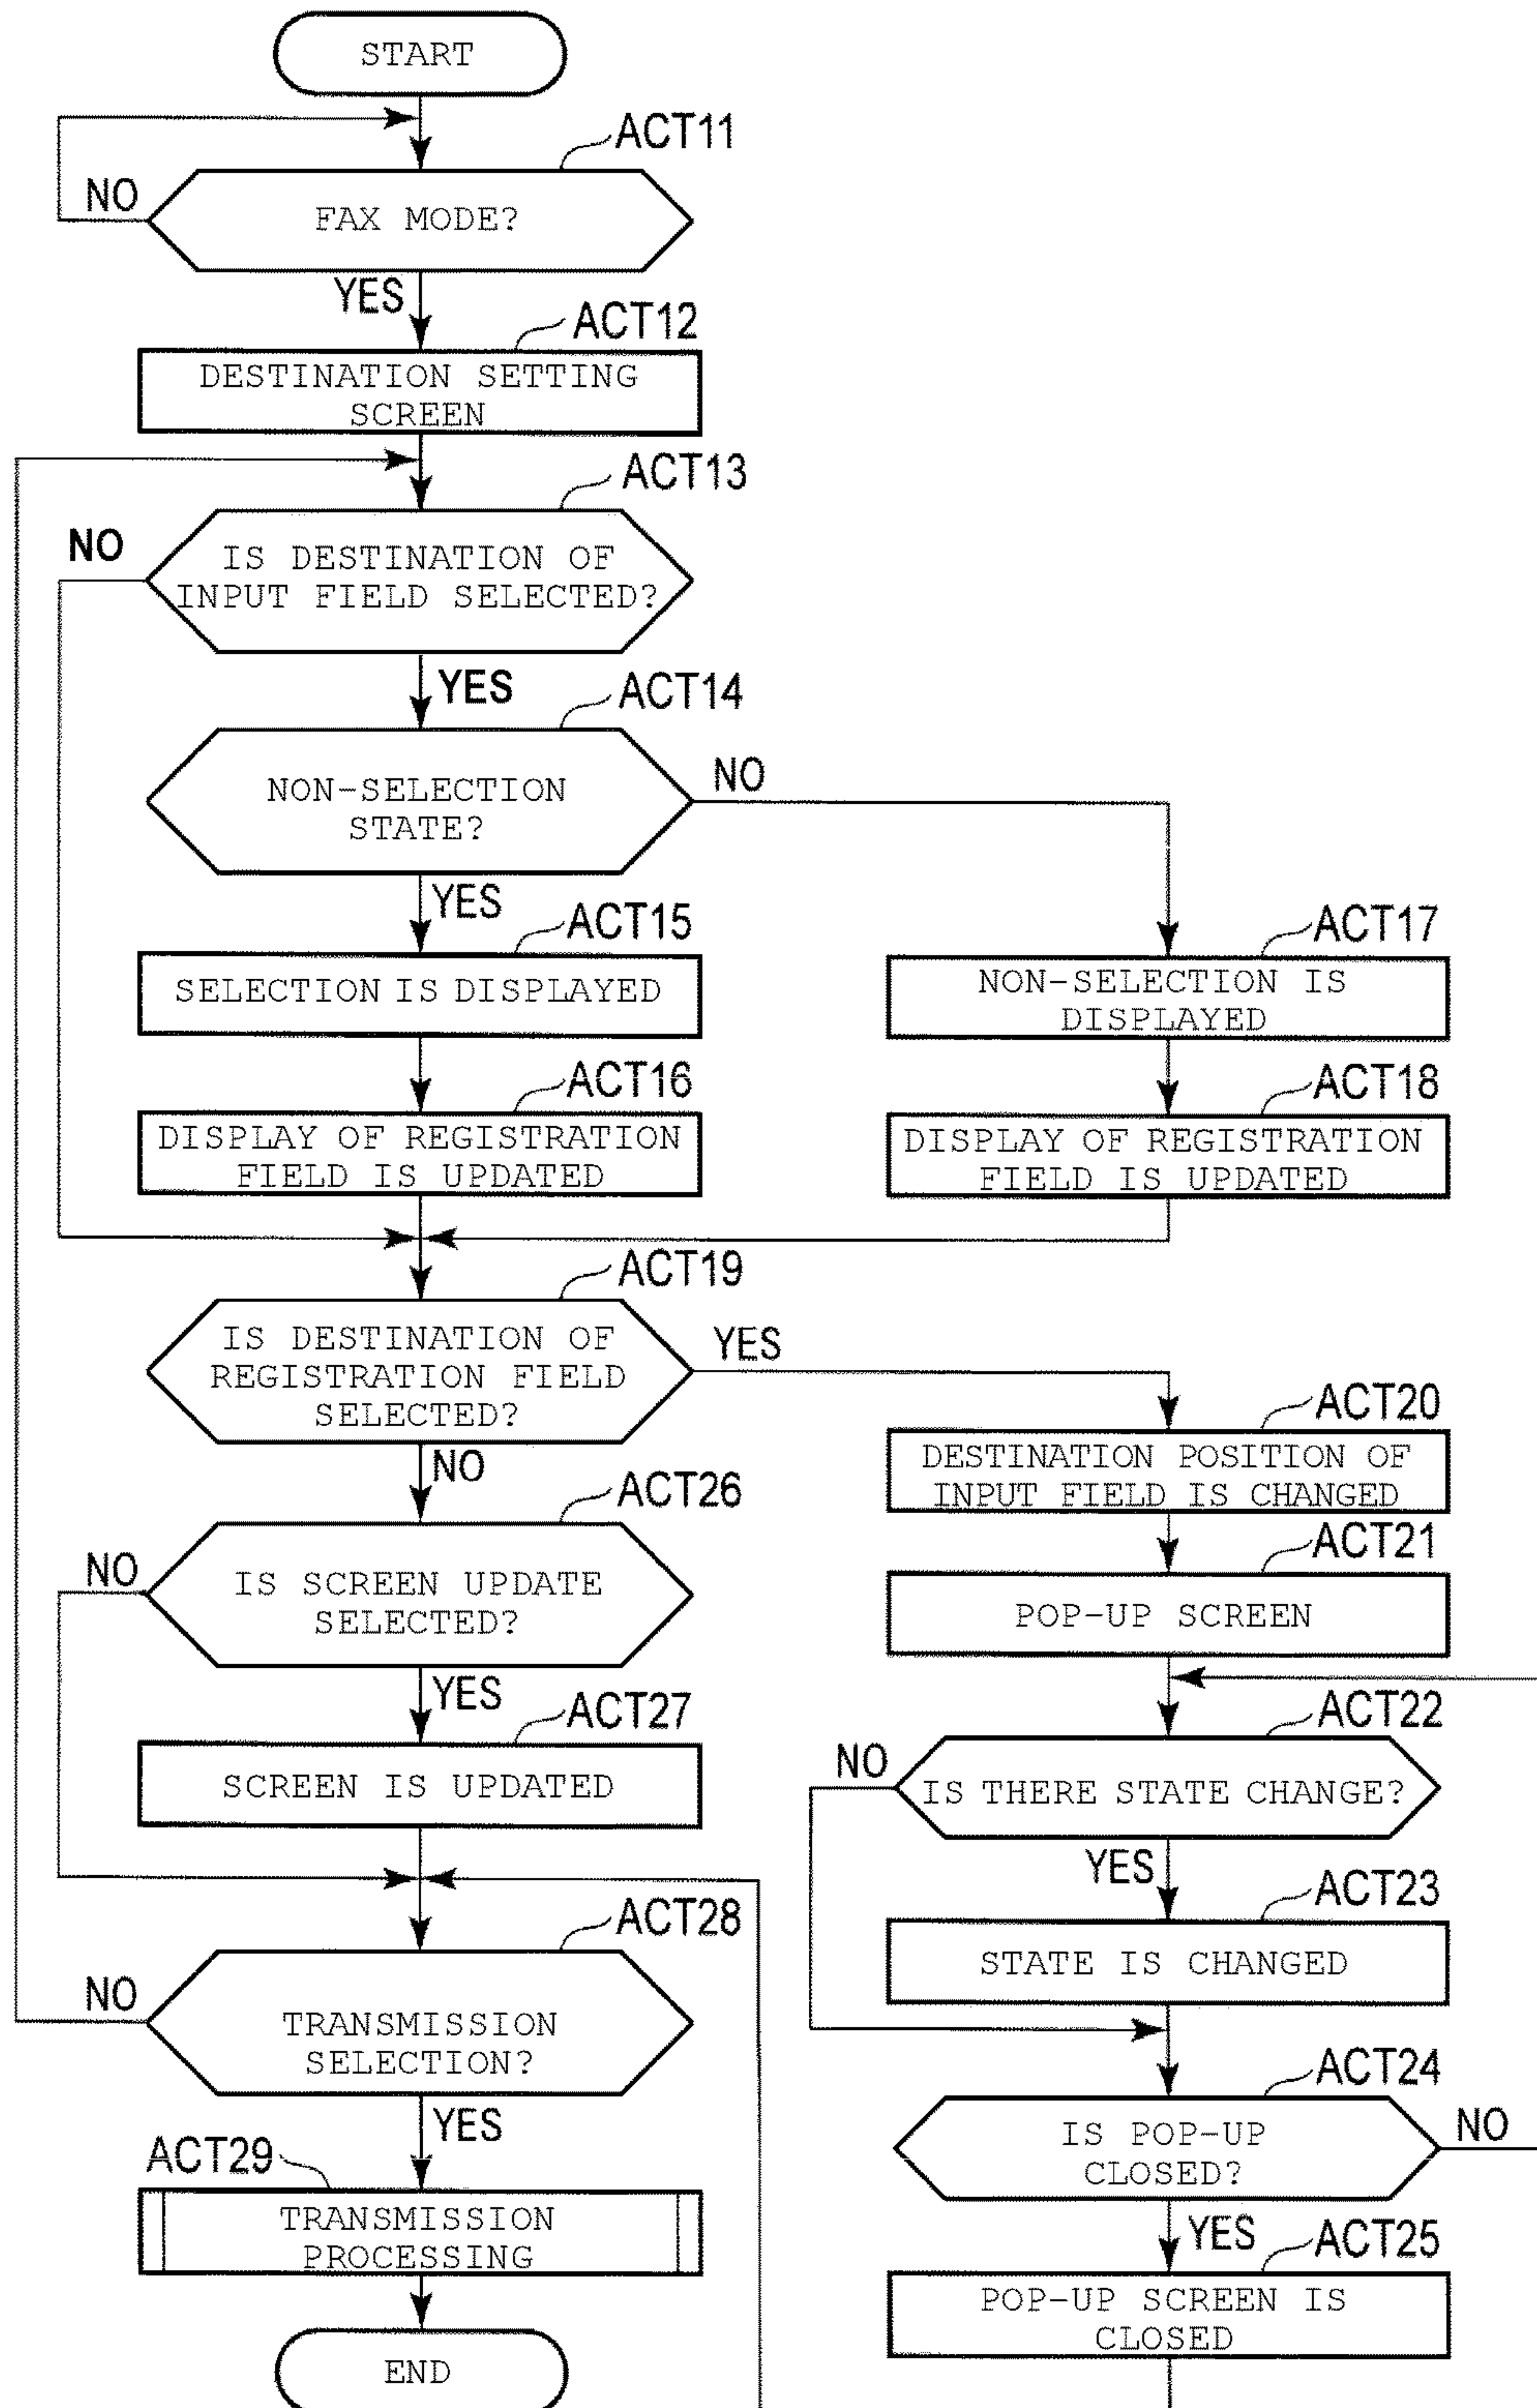 START
ACT11
NO
FAX MODE?
YES
ACT12
DESTINATION SETTING
SCREEN
ACT13
NO
IS DESTINATION OF
INPUT FIELD SELECTED?
YES
ACT14
NON-SELECTION
STATE?
NO
YES
ACT15
SELECTION IS DISPLAYED
ACT17
NON-SELECTION IS
DISPLAYED
ACT16
DISPLAY OF REGISTRATION
FIELD IS UPDATED
ACT18
DISPLAY OF REGISTRATION
FIELD IS UPDATED
ACT19
IS DESTINATION OF
REGISTRATION FIELD
SELECTED?
YES
NO
ACT20
DESTINATION POSITION OF
INPUT FIELD IS CHANGED
ACT26
NO
IS SCREEN UPDATE
SELECTED?
YES
ACT21
POP-UP SCREEN
ACT27
SCREEN IS UPDATED
ACT22
NO
IS THERE STATE CHANGE?
YES
ACT23
STATE IS CHANGED
ACT28
NO
TRANSMISSION
SELECTION?
YES
ACT24
IS POP-UP
CLOSED?
NO
YES
ACT29
TRANSMISSION
PROCESSING
ACT25
POP-UP SCREEN IS
CLOSED
END